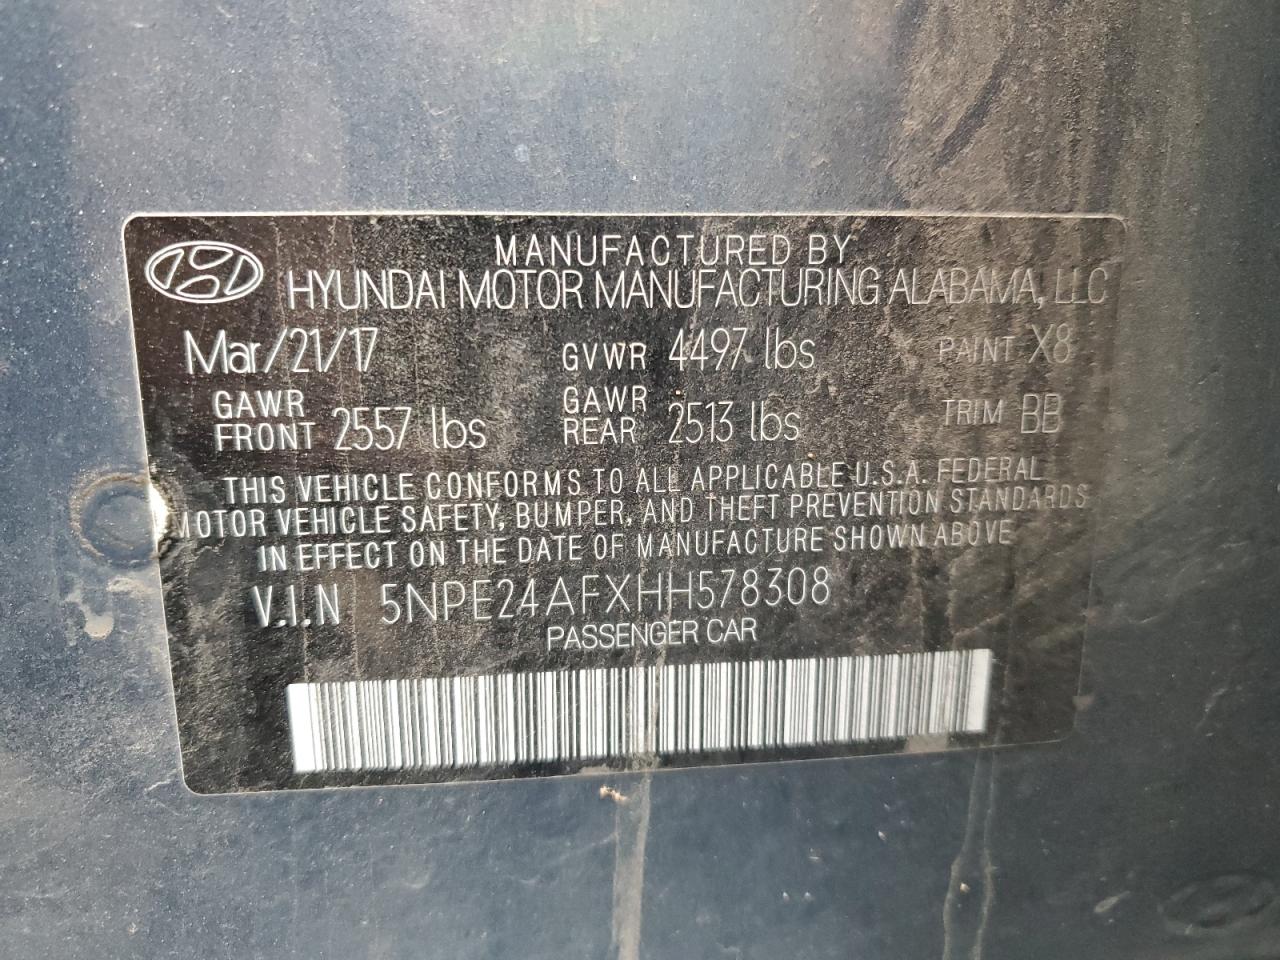 MANUFACTURED BY
HYUNDAI MOTOR MANUFACTURING ALABAMA, LLC
Mar/21/17 GVWR 4497 lbs PAINT X8
GAWR FRONT 2557 lbs GAWR REAR 2513 lbs TRIM BB
THIS VEHICLE CONFORMS TO ALL APPLICABLE U.S.A. FEDERAL
MOTOR VEHICLE SAFETY, BUMPER, AND THEFT PREVENTION STANDARDS
IN EFFECT ON THE DATE OF MANUFACTURE SHOWN ABOVE
V.I.N 5NPE24AFXHH578308
PASSENGER CAR